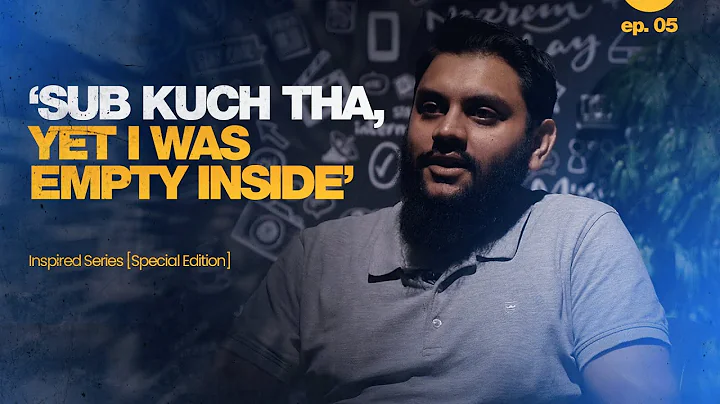 ep. 05
‘SUB KUCH THA,
YET I WAS
EMPTY INSIDE’
Inspired Series [Special Edition]